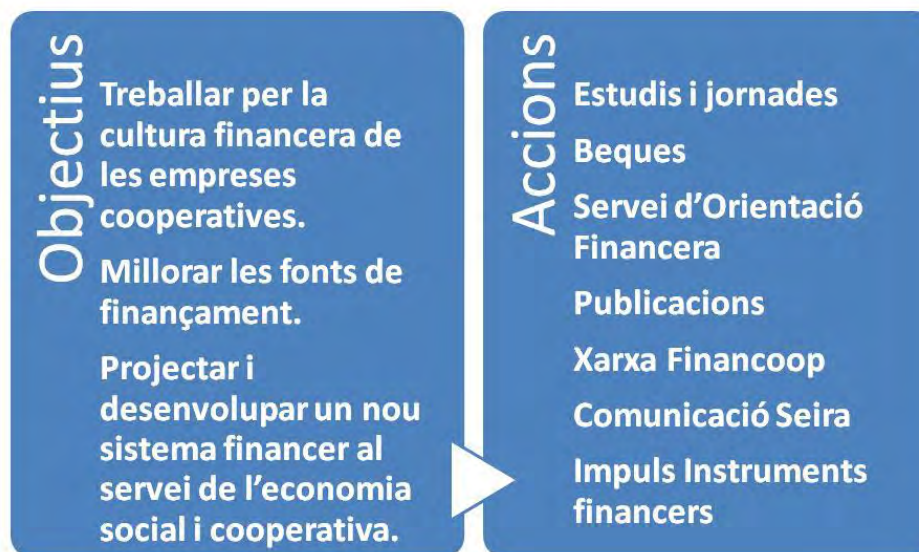 Objectius
Treballar per la
cultura financera de
les empreses
cooperatives.
Millorar les fonts de
finançament.
Projectar i
desenvolupar un nou
sistema financer al
servei de l’economia
social i cooperativa.
Accions
Estudis i jornades
Beques
Servei d’Orientació
Financera
Publicacions
Xarxa Financoop
Comunicació Seira
Impuls Instruments
financers